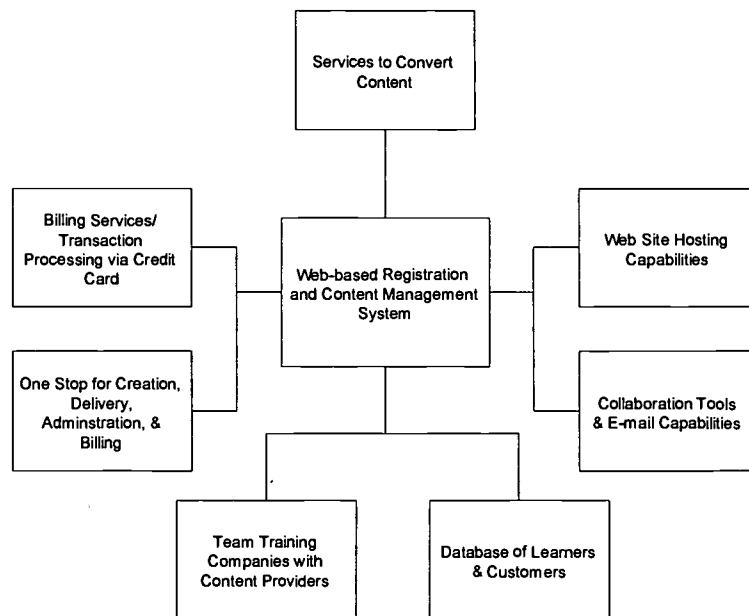 Services to Convert
Content
Billing Services/
Transaction
Processing via Credit
Card
Web-based Registration
and Content Management
System
Web Site Hosting
Capabilities
One Stop for Creation,
Delivery,
Adminstration, &
Billing
Collaboration Tools
& E-mail Capabilities
Team Training
Companies with
Content Providers
Database of Learners
& Customers